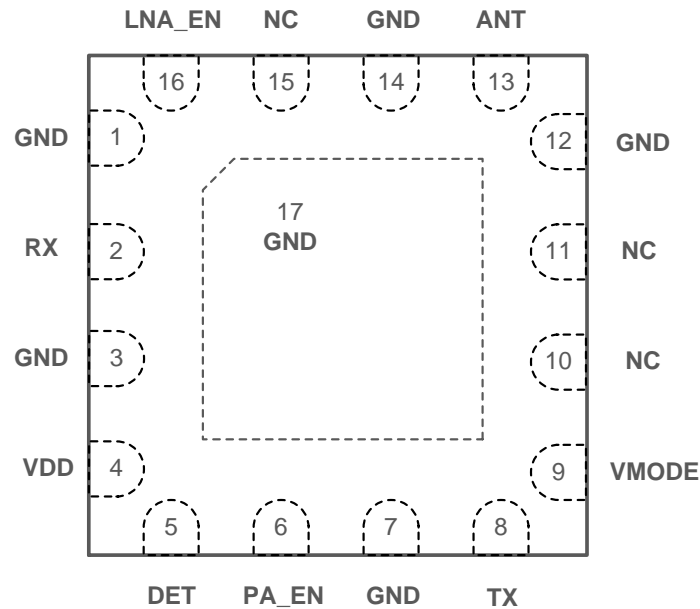 LNA_EN NC GND ANT
16 15 14 13
GND 1 12 GND
17
GND
RX 2 11 NC
GND 3 10 NC
VDD 4 9 VMODE
5 6 7 8
DET PA_EN GND TX